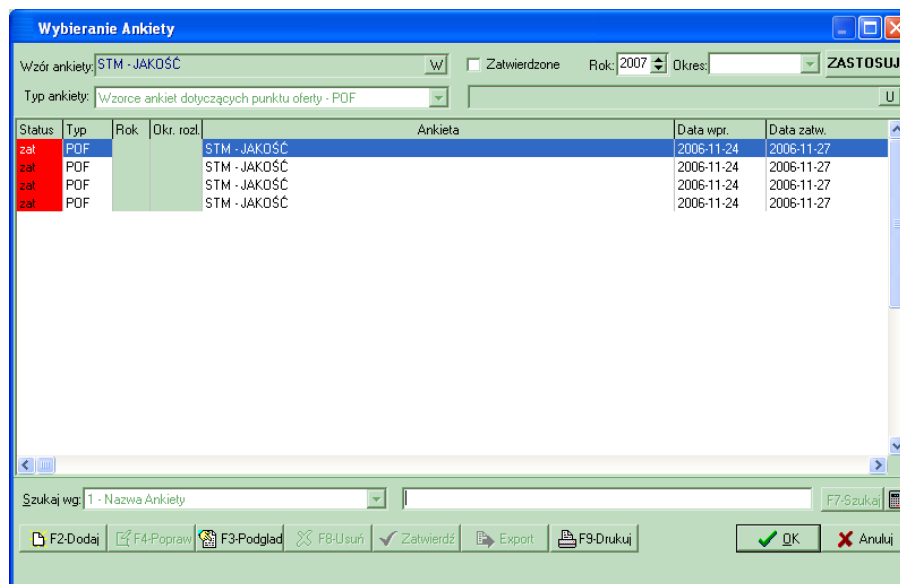 Wybieranie Ankiety
Wzór ankiety: STM - JAKOŚĆ W Zatwierdzone Rok: 2007 Okres: ZASTOSUJ
Typ ankiety: Wzorce ankiet dotyczących punktu oferty - POF U
Status Typ Rok Okr. rozl. Ankieta Data wpr. Data zatw.
zat POF STM - JAKOŚĆ 2006-11-24 2006-11-27
zat POF STM - JAKOŚĆ 2006-11-24 2006-11-27
zat POF STM - JAKOŚĆ 2006-11-24 2006-11-27
zat POF STM - JAKOŚĆ 2006-11-24 2006-11-27
Szukaj wg: 1 - Nazwa Ankiety F7-Szukaj
F2-Dodaj F4-Popraw F3-Podglad F8-Usuń Zatwierdź Export F9-Drukuj OK Anuluj